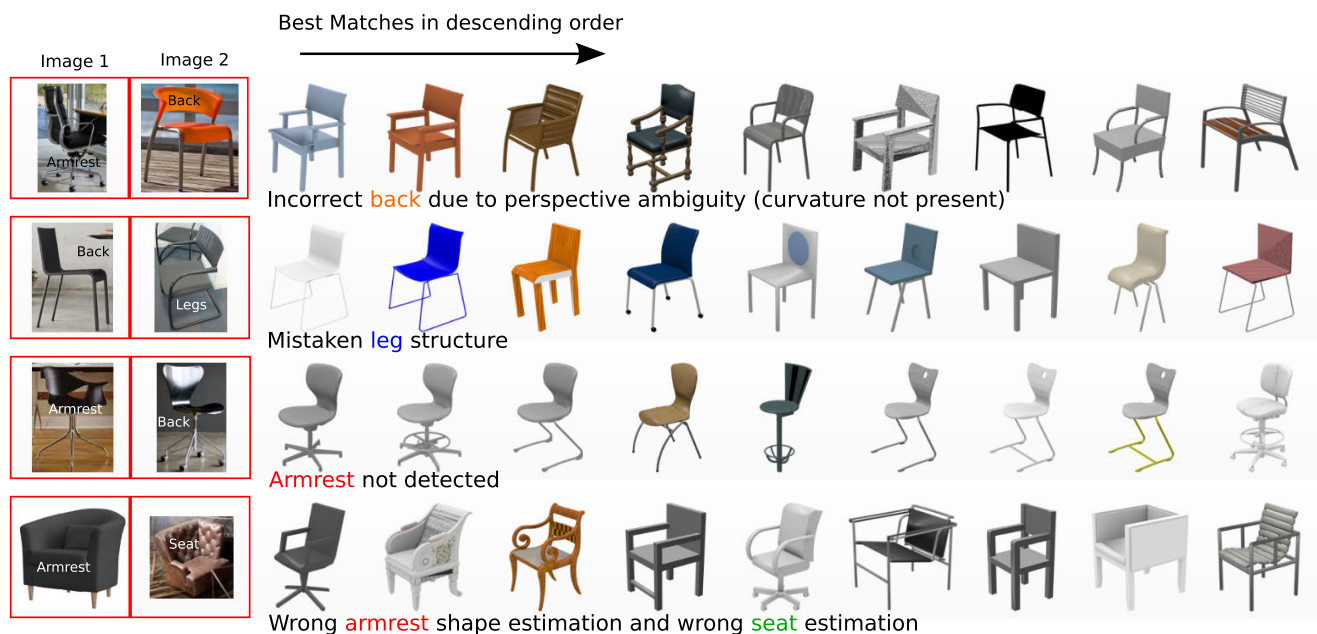 Best Matches in descending order
Image 1
Image 2
Armrest
Back
Incorrect back due to perspective ambiguity (curvature not present)
Back
Legs
Mistaken leg structure
Armrest
Back
Armrest not detected
Armrest
Seat
Wrong armrest shape estimation and wrong seat estimation